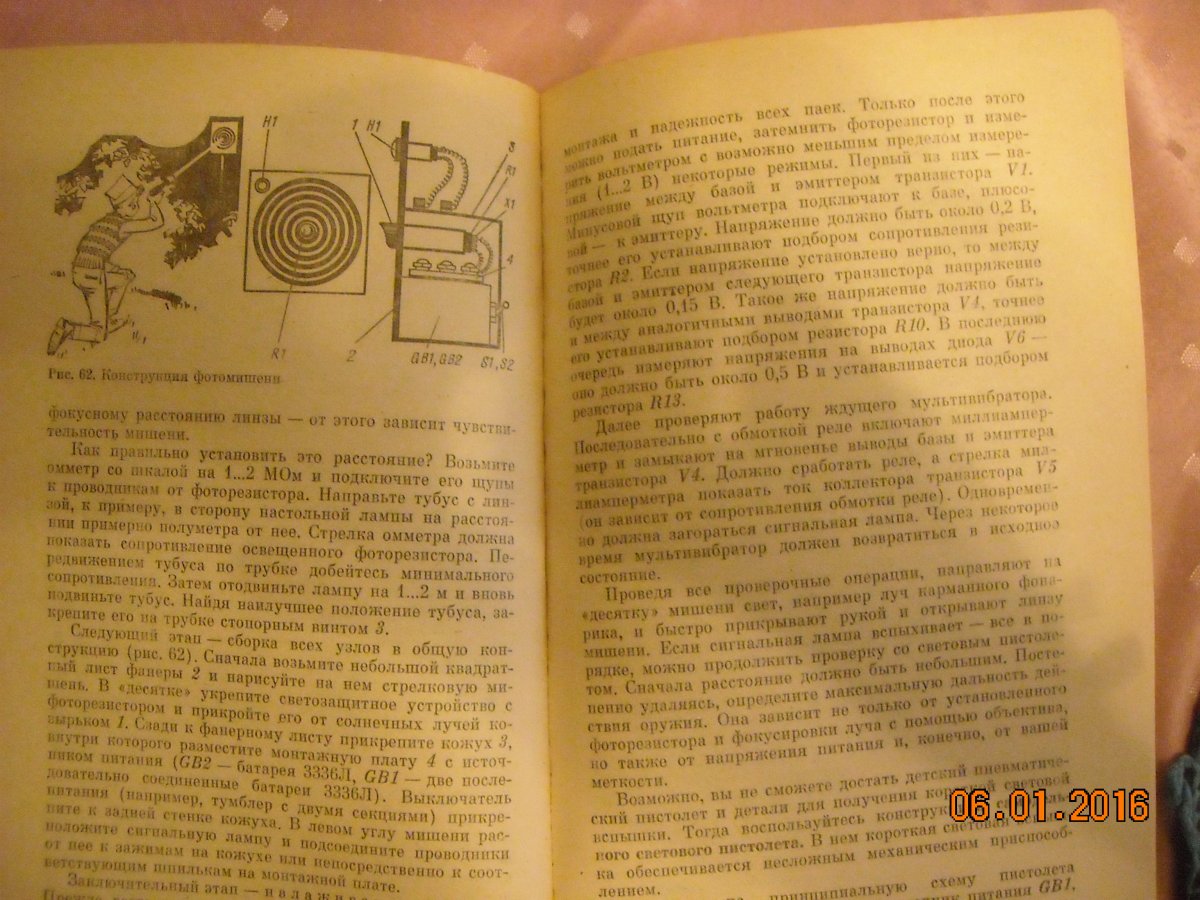 H1
1
H1
3
R1
X1
4
R1
2
GB1, GB2
S1, S2
Рис. 62. Конструкция фотомишени
фокусному расстоянию линзы — от этого зависит чувстви-
тельность мишени.
Как правильно установить это расстояние? Возьмите
омметр со шкалой на 1...2 МОм и подключите его щупы
к проводникам от фоторезистора. Направьте тубус с лин-
зой, к примеру, в сторону настольной лампы на расстоя-
нии примерно полуметра от нее. Стрелка омметра должна
показать сопротивление освещенного фоторезистора. Пе-
редвижением тубуса по трубке добейтесь минимального
сопротивления. Затем отодвиньте лампу на 1...2 м и вновь
подвиньте тубус. Найдя наилучшее положение тубуса, за-
крепите его на трубке стопорным винтом 3.
Следующий этап — сборка всех узлов в общую кон-
струкцию (рис. 62). Сначала возьмите небольшой квадрат-
ный лист фанеры 2 и нарисуйте на нем стрелковую ми-
шень. В «десятке» укрепите светозащитное устройство с
фоторезистором и прикройте его от солнечных лучей ко-
зырьком 1. Сзади к фанерному листу прикрепите кожух 3,
внутри которого разместите монтажную плату 4 с источ-
ником питания (GB2 — батарея 3336Л, GB1 — две после-
довательно соединенные батареи 3336Л). Выключатель
питания (например, тумблер с двумя секциями) прикре-
пите к задней стенке кожуха. В левом углу мишени рас-
положите сигнальную лампу и подсоедините проводники
от нее к зажимам на кожухе или непосредственно к соот-
ветствующим шпилькам на монтажной плате.
Заключительный этап —
монтажа и надежность всех паек. Только после этого
можно подать питание, затемнить фоторезистор и изме-
рить вольтметром с возможно меньшим пределом измере-
ния (1...2 В) некоторые режимы. Первый из них — на-
пряжение между базой и эмиттером транзистора V1.
Минусовой щуп вольтметра подключают к базе, плюсо-
вой — к эмиттеру. Напряжение должно быть около 0,2 В,
точнее его устанавливают подбором сопротивления рези-
стора R2. Если напряжение установлено верно, то между
базой и эмиттером следующего транзистора напряжение
будет около 0,15 В. Такое же напряжение должно быть
и между аналогичными выводами транзистора V4, точнее
его устанавливают подбором резистора R10. В последнюю
очередь измеряют напряжения на выводах диода V6 —
оно должно быть около 0,5 В и устанавливается подбором
резистора R13.
Далее проверяют работу ждущего мультивибратора.
Последовательно с обмоткой реле включают миллиампер-
метр и замыкают на мгновенье выводы базы и эмиттера
транзистора V4. Должно сработать реле, а стрелка мил-
лиамперметра показать ток коллектора транзистора V5
(он зависит от сопротивления обмотки реле). Одновремен-
но должна загораться сигнальная лампа. Через некоторое
время мультивибратор должен возвратиться в исходное
состояние.
Проведя все проверочные операции, направляют на
«десятку» мишени свет, например луч карманного фона-
рика, и быстро прикрывают рукой и открывают линзу
мишени. Если сигнальная лампа вспыхивает — все в по-
рядке, можно продолжить проверку со световым пистоле-
том. Сначала расстояние должно быть небольшим. Посте-
пенно удаляясь, определите максимальную дальность дей-
ствия оружия. Она зависит не только от установленного
фоторезистора и фокусировки луча с помощью объектива,
но также от напряжения питания и, конечно, от вашей
меткости.
Возможно, вы не сможете достать детский пневматиче-
ский пистолет и детали для получения короткой световой
вспышки. Тогда воспользуйтесь конструкцией
ного светового пистолета. В нем короткая световая
ка обеспечивается несложным механическим приспособ-
лением.
принципиальную схему пистолета
питания GB1,
06.01.2016